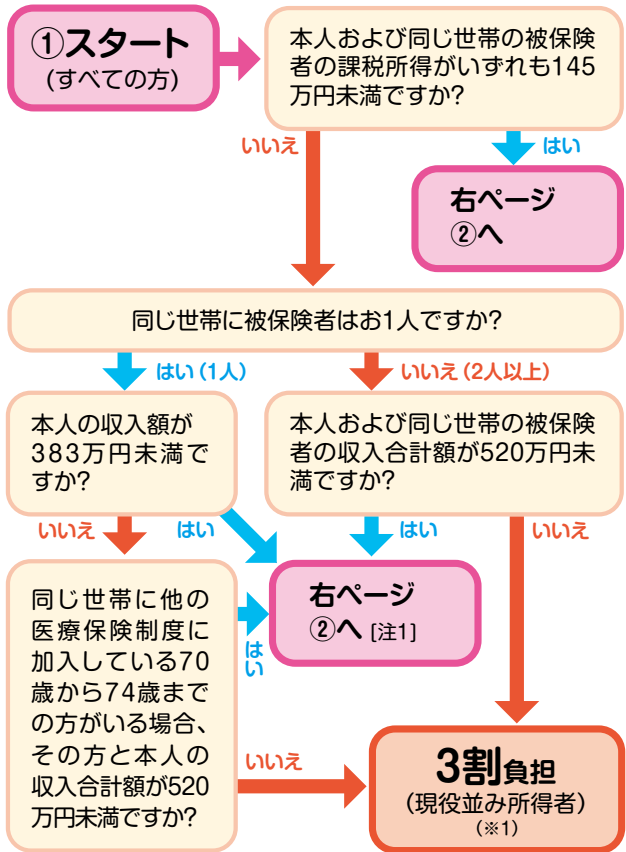 ①スタート
(すべての方)
本人および同じ世帯の被保険
者の課税所得がいずれも145
万円未満ですか?
いいえ
はい
右ページ
②へ
同じ世帯に被保険者はお1人ですか?
はい(1人)
いいえ(2人以上)
本人の収入額が
383万円未満で
すか?
本人および同じ世帯の被保険
者の収入合計額が520万円未
満ですか?
いいえ
はい
はい
いいえ
同じ世帯に他の
医療保険制度に
加入している70
歳から74歳まで
の方がいる場合、
その方と本人の
収入合計額が520
万円未満ですか?
はい
右ページ
②へ [注1]
いいえ
3割負担
(現役並み所得者)
(※1)